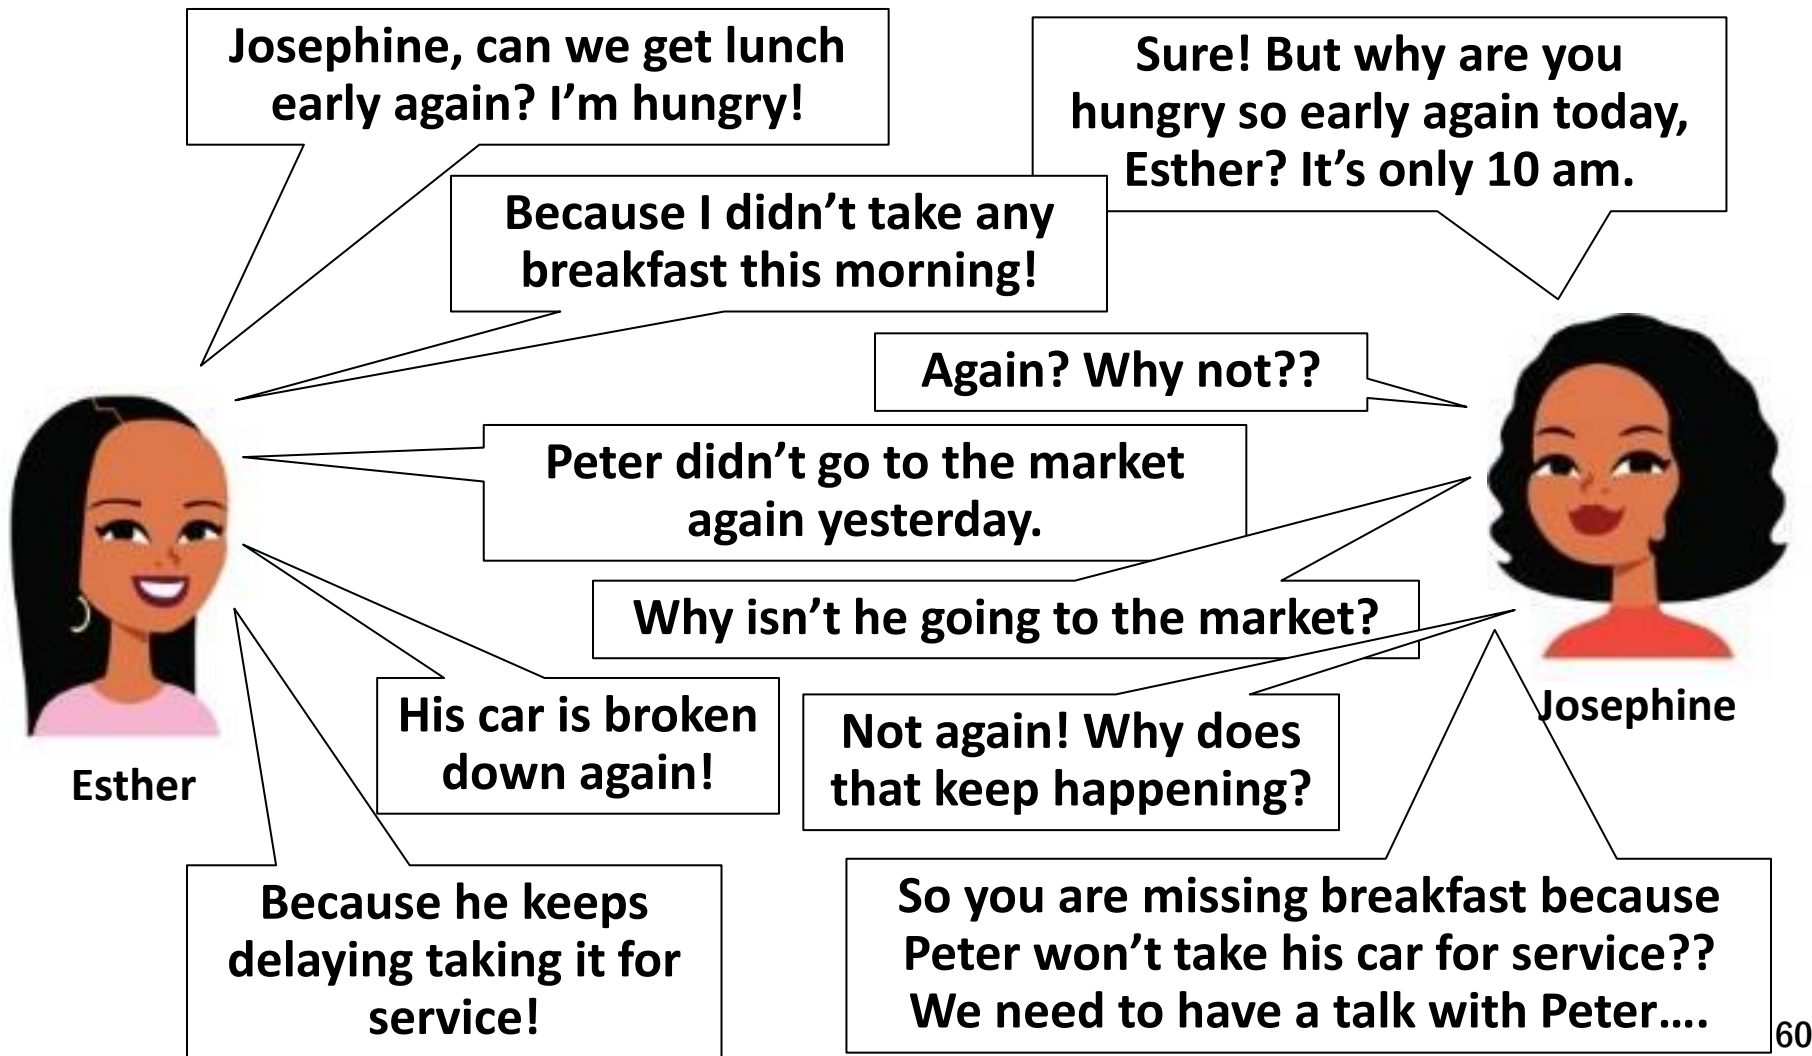 Josephine, can we get lunch
early again? I’m hungry!
Sure! But why are you
hungry so early again today,
Esther? It’s only 10 am.
Because I didn’t take any
breakfast this morning!
Again? Why not??
Peter didn’t go to the market
again yesterday.
Why isn’t he going to the market?
His car is broken
down again!
Not again! Why does
that keep happening?
Because he keeps
delaying taking it for
service!
So you are missing breakfast because
Peter won’t take his car for service??
We need to have a talk with Peter....
Esther
Josephine
60